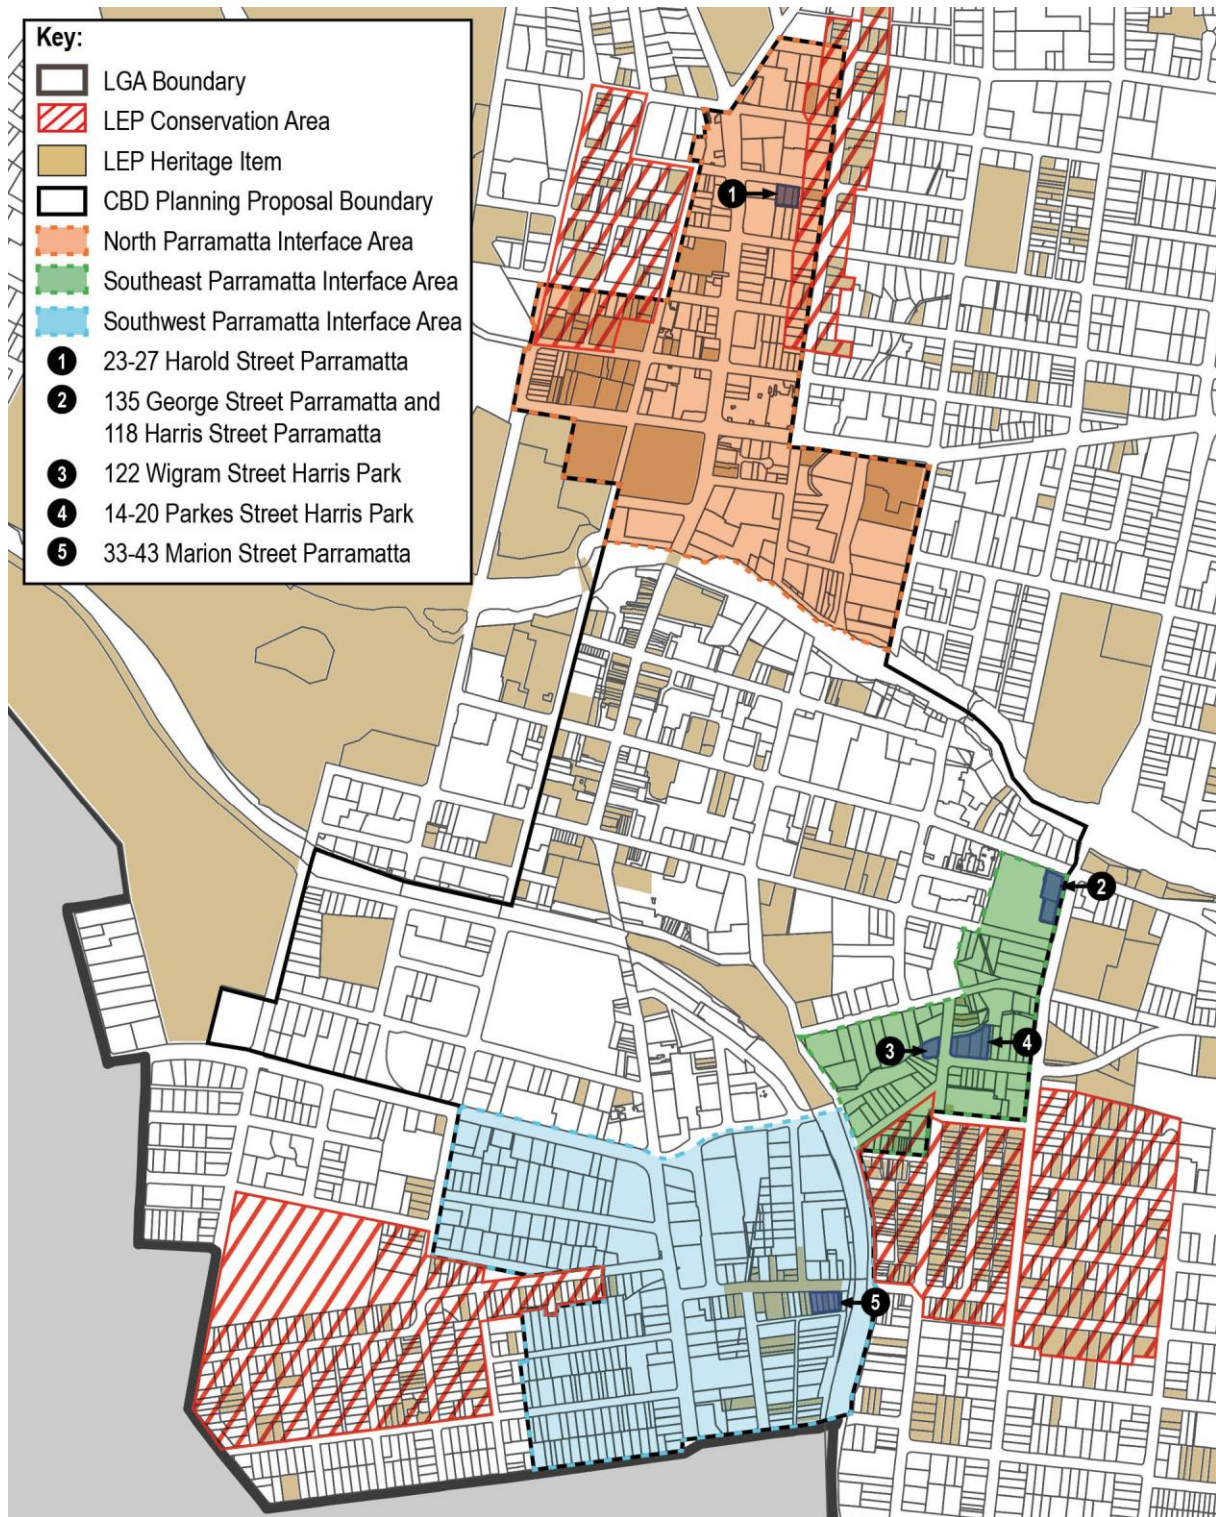 Key:
LGA Boundary
LEP Conservation Area
LEP Heritage Item
CBD Planning Proposal Boundary
North Parramatta Interface Area
Southeast Parramatta Interface Area
Southwest Parramatta Interface Area
1 23-27 Harold Street Parramatta
2 135 George Street Parramatta and
118 Harris Street Parramatta
3 122 Wigram Street Harris Park
4 14-20 Parkes Street Harris Park
5 33-43 Marion Street Parramatta
1
2
3
4
5